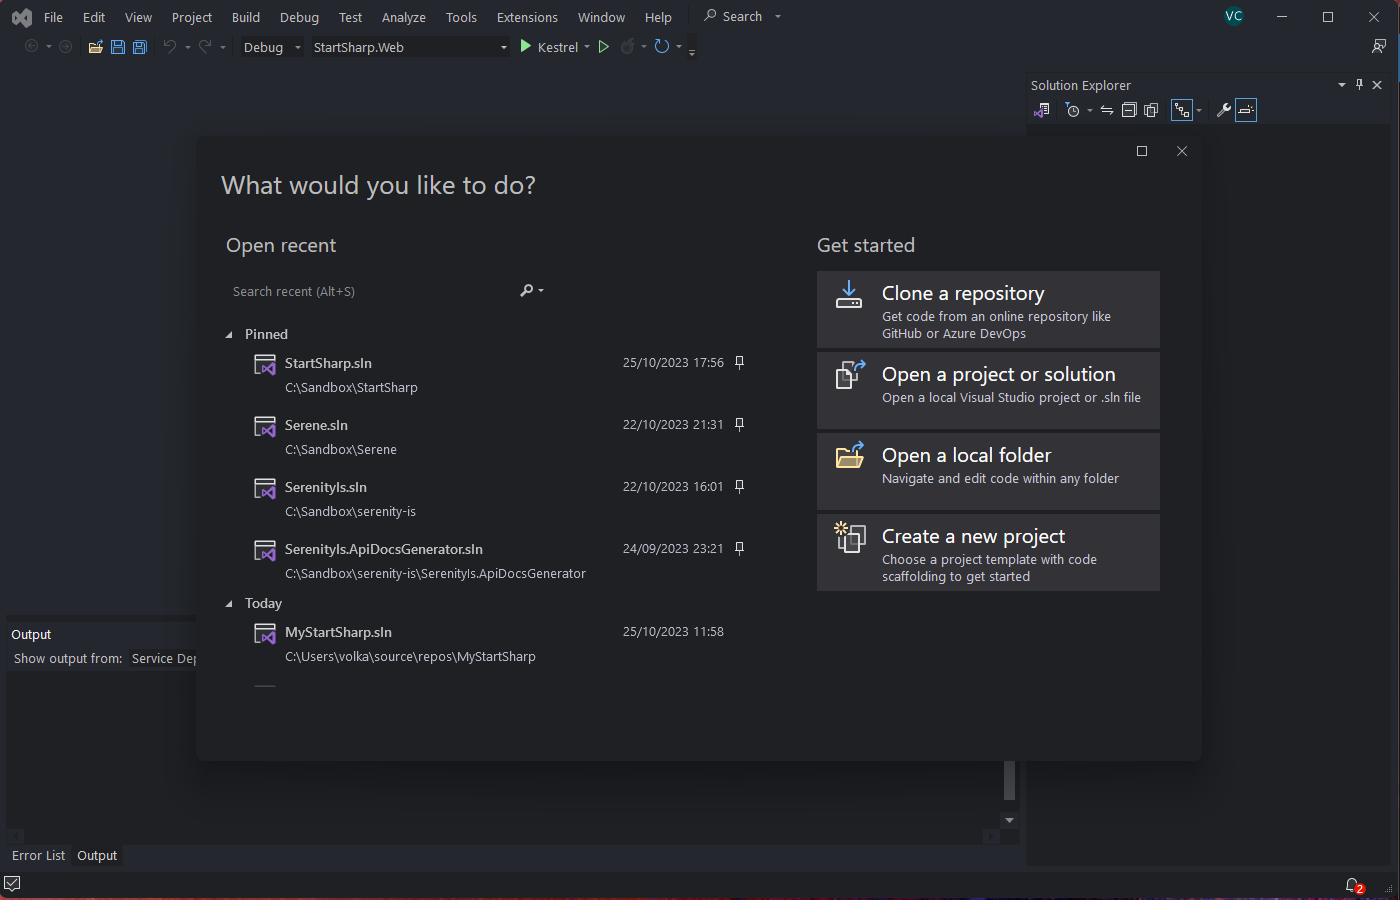 File Edit View Project Build Debug Test Analyze Tools Extensions Window Help Search VC
Debug StartSharp.Web Kestrel
Solution Explorer
What would you like to do?
Open recent
Search recent (Alt+S)
Pinned
StartSharp.sln 25/10/2023 17:56
C:\Sandbox\StartSharp
Serene.sln 22/10/2023 21:31
C:\Sandbox\Serene
SerenityIs.sln 22/10/2023 16:01
C:\Sandbox\serenity-is
SerenityIs.ApiDocsGenerator.sln 24/09/2023 23:21
C:\Sandbox\serenity-is\SerenityIs.ApiDocsGenerator
Today
MyStartSharp.sln 25/10/2023 11:58
C:\Users\volka\source\repos\MyStartSharp
Get started
Clone a repository
Get code from an online repository like
GitHub or Azure DevOps
Open a project or solution
Open a local Visual Studio project or .sln file
Open a local folder
Navigate and edit code within any folder
Create a new project
Choose a project template with code
scaffolding to get started
Output
Show output from: Service Dep
Error List Output
2